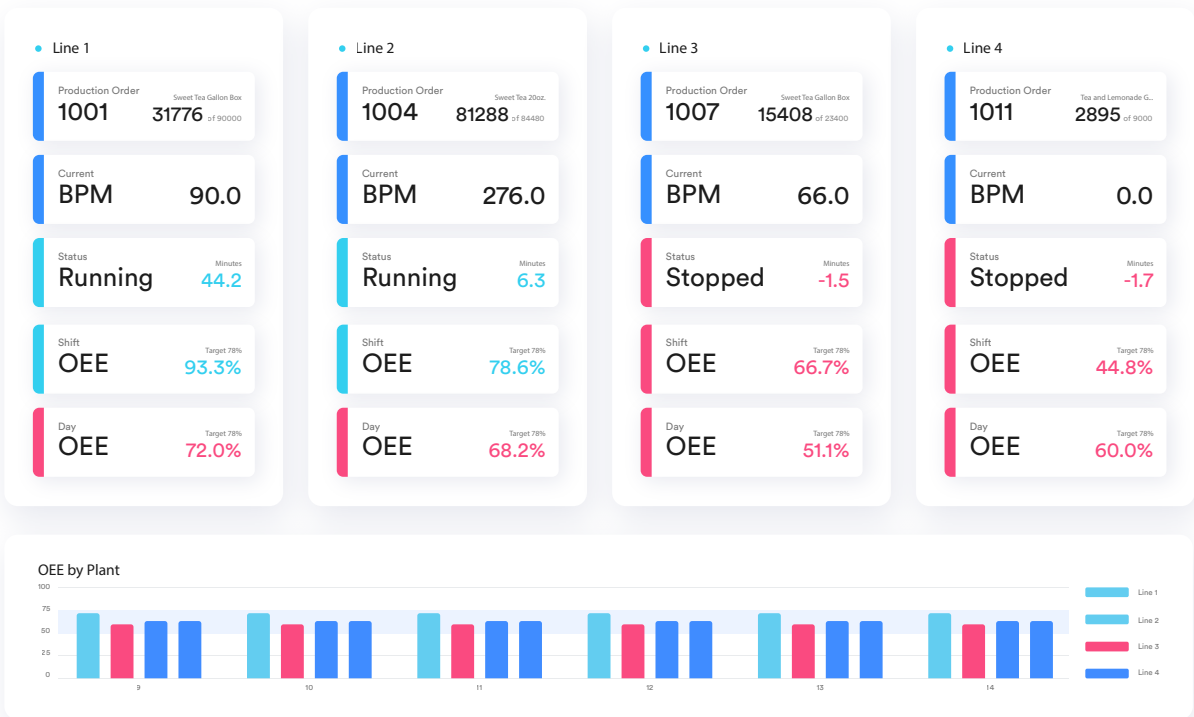 Line 1
Production Order
Sweet Tea Gallon Box
1001 31776 of 90000
Current
BPM 90.0
Status
Minutes
Running 44.2
Shift
Target 78%
OEE 93.3%
Day
Target 78%
OEE 72.0%
Line 2
Production Order
Sweet Tea 20oz.
1004 81288 of 84480
Current
BPM 276.0
Status
Minutes
Running 6.3
Shift
Target 78%
OEE 78.6%
Day
Target 78%
OEE 68.2%
Line 3
Production Order
Sweet Tea Gallon Box
1007 15408 of 23400
Current
BPM 66.0
Status
Minutes
Stopped -1.5
Shift
Target 78%
OEE 66.7%
Day
Target 78%
OEE 51.1%
Line 4
Production Order
Tea and Lemonade G...
1011 2895 of 9000
Current
BPM 0.0
Status
Minutes
Stopped -1.7
Shift
Target 78%
OEE 44.8%
Day
Target 78%
OEE 60.0%
OEE by Plant
100
75
50
25
0
9 10 11 12 13 14
Line 1
Line 2
Line 3
Line 4